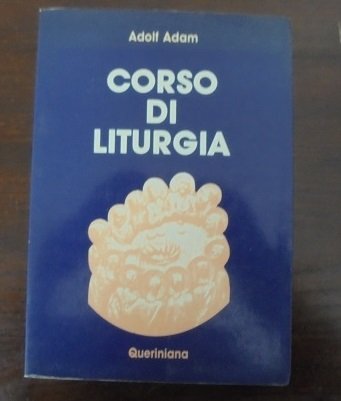 Adolf Adam
CORSO
DI
LITURGIA
Queriniana